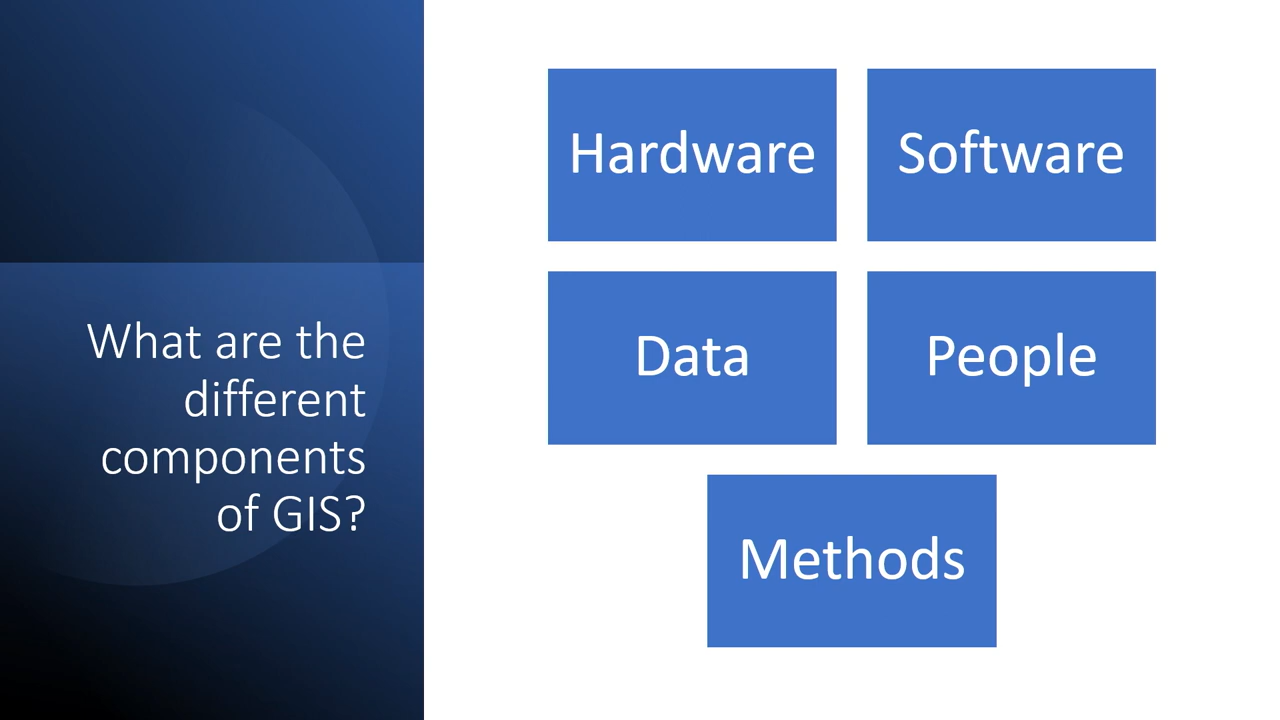 What are the
different
components
of GIS?
Hardware
Software
Data
People
Methods